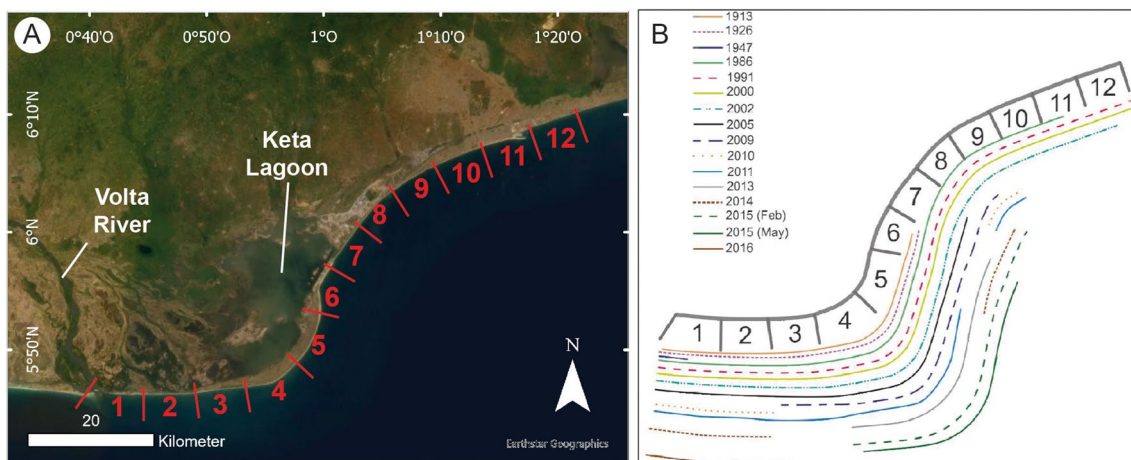 A
0°40'O 0°50'O 1°O 1°10'O 1°20'O
6°10'N
6°N
5°50'N
Keta
Lagoon
Volta
River
1 2 3 4 5 6 7 8 9 10 11 12
N
20
Kilometer
Earthstar Geographics
B
1913
1926
1947
1986
1991
2000
2002
2005
2009
2010
2011
2013
2014
2015 (Feb)
2015 (May)
2016
1 2 3 4 5 6 7 8 9 10 11 12